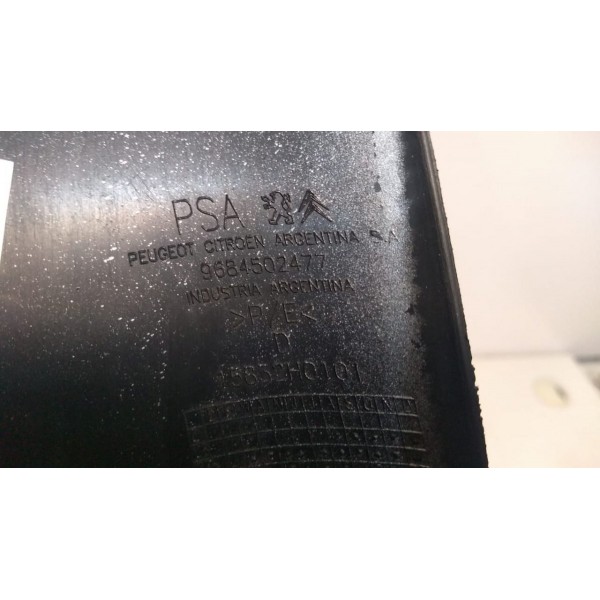 PSA
PEUGEOT CITROEN ARGENTINA S.A
9684502477
INDUSTRIA ARGENTINA
>P/E<
D